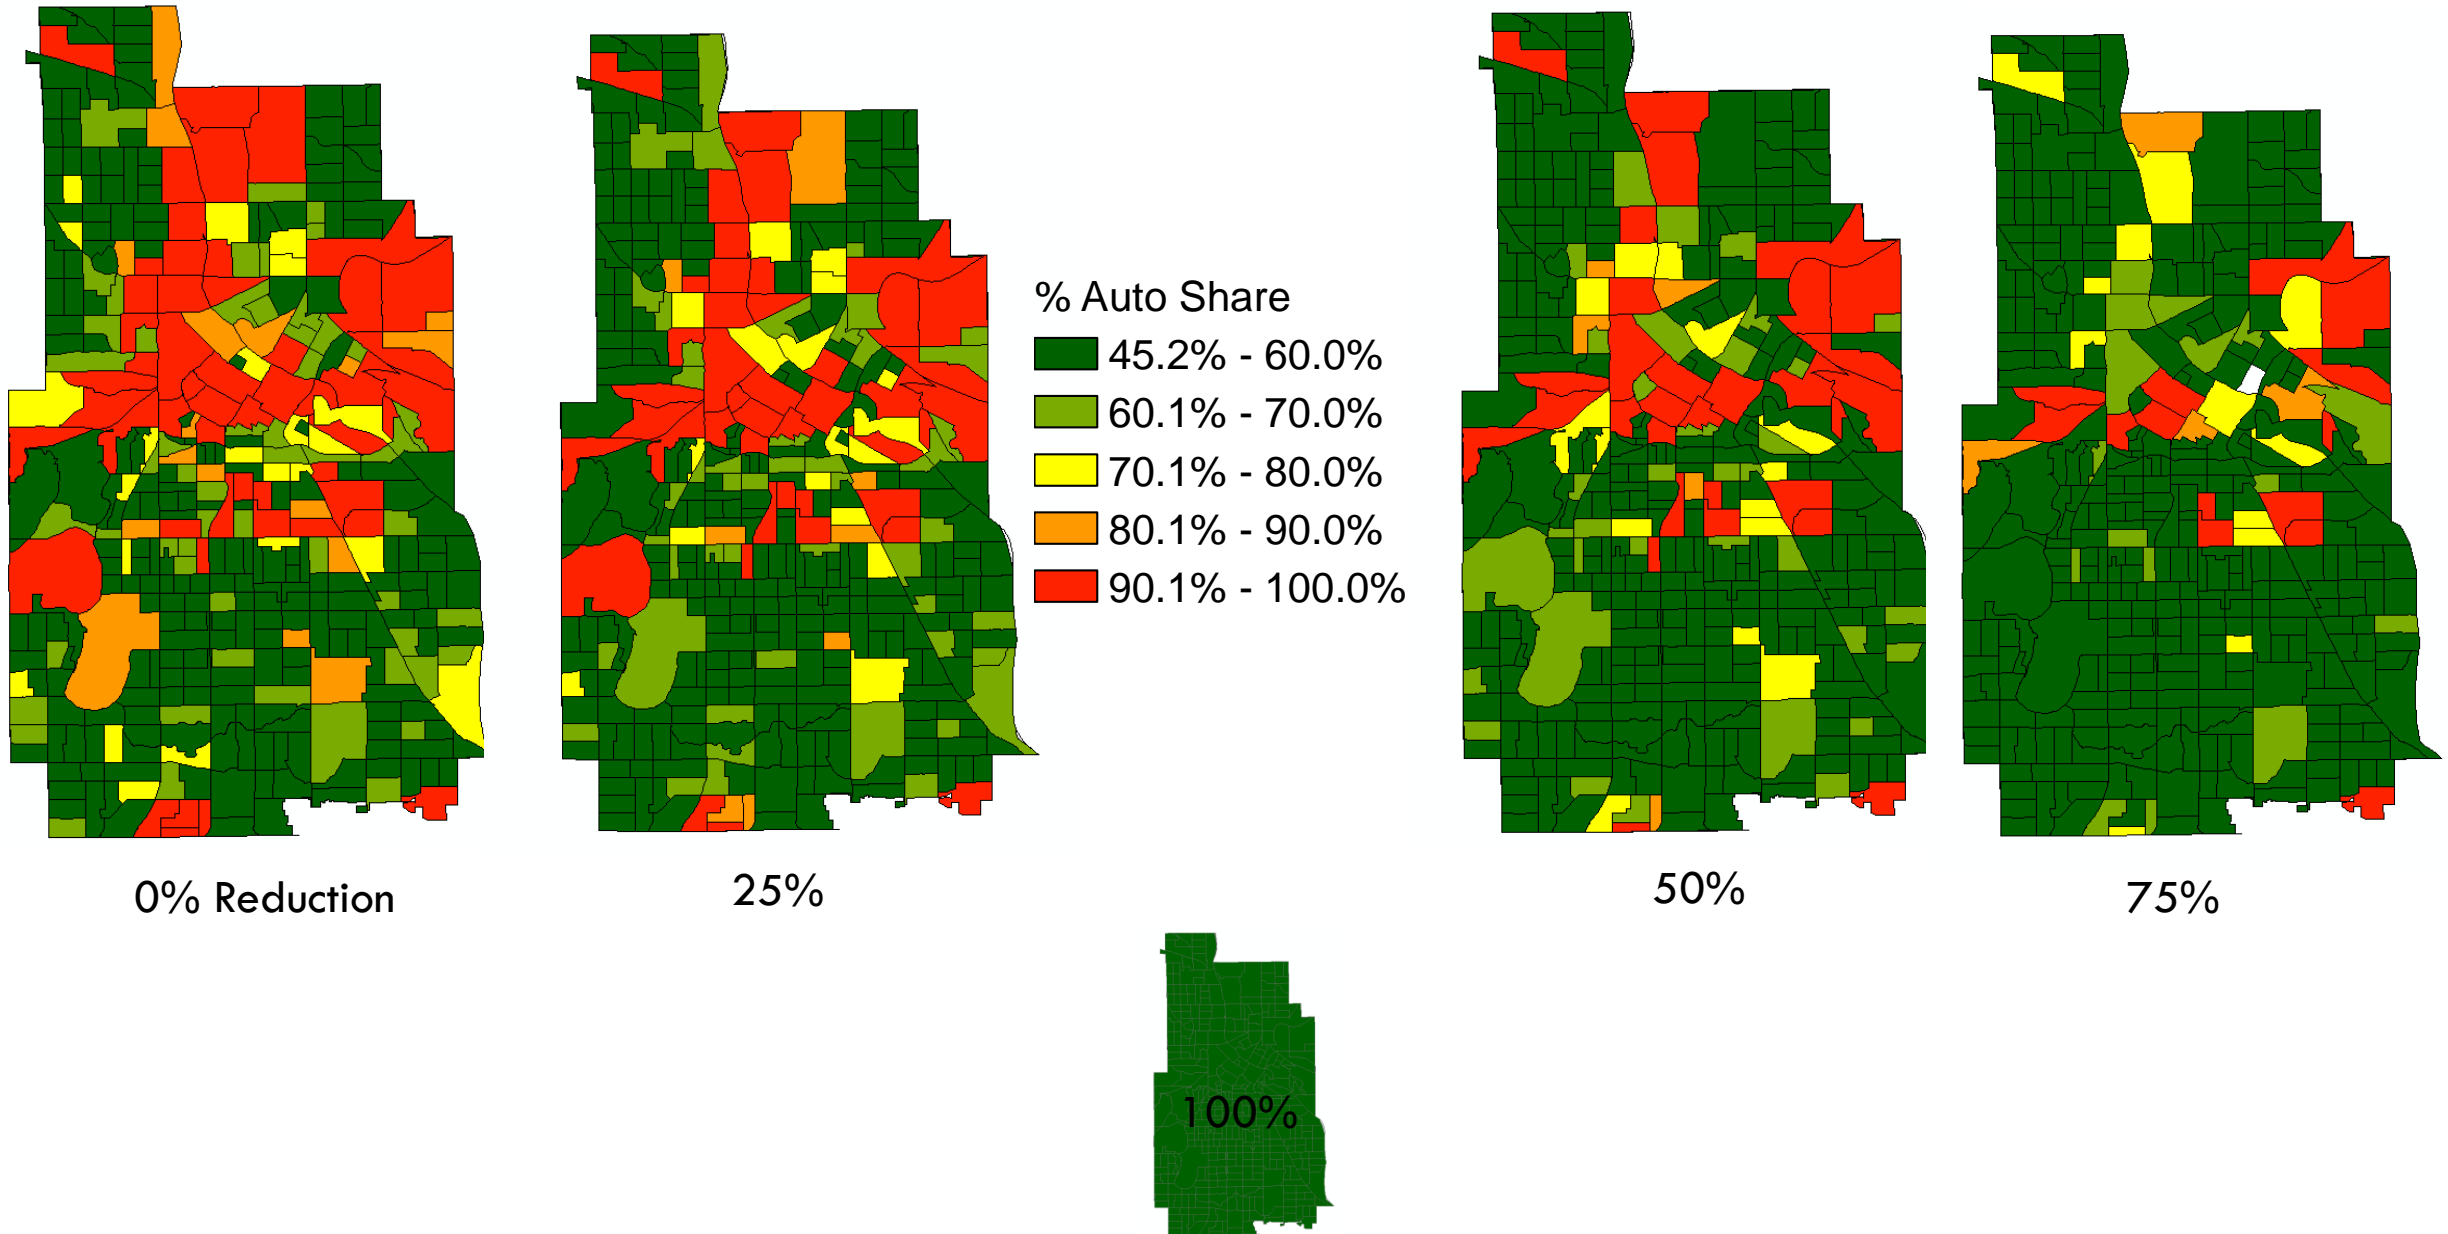 % Auto Share
45.2% - 60.0%
60.1% - 70.0%
70.1% - 80.0%
80.1% - 90.0%
90.1% - 100.0%
0% Reduction
25%
50%
75%
100%